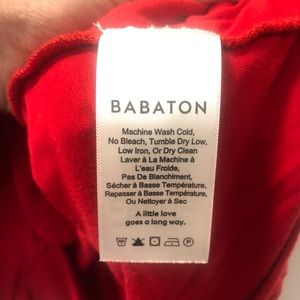 BABATON
Machine Wash Cold,
No Bleach, Tumble Dry Low,
Low Iron, Or Dry Clean
Laver à La Machine à
L'eau Froide,
Pas De Blanchiment,
Sécher à Basse Température,
Repasser à Basse Température,
Ou Nettoyer à Sec
A little love
goes a long way.